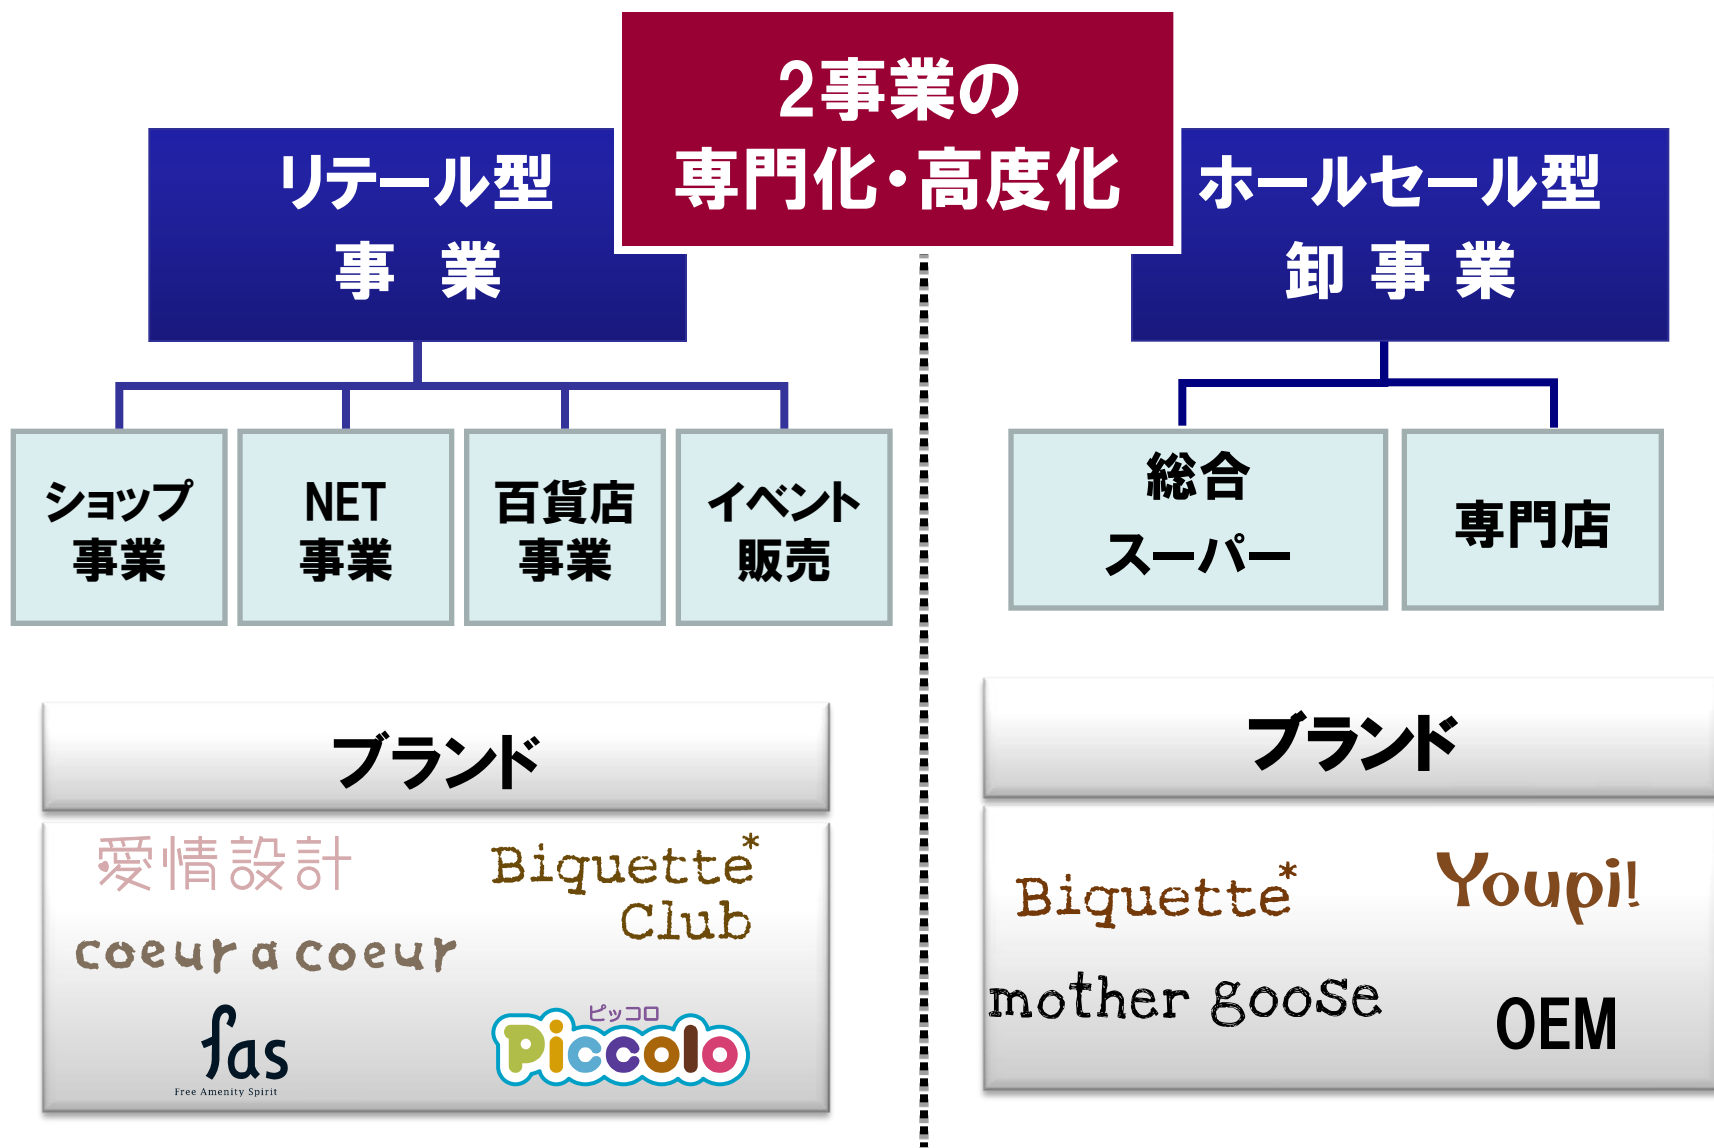 2事業の
専門化・高度化
リテール型
事 業
ショップ
事業
NET
事業
百貨店
事業
イベント
販売
ブランド
愛情設計
Biquette*
Club
coeur a coeur
fas
Free Amenity Spirit
ピッコロ
Piccolo
ホールセール型
卸 事 業
総合
スーパー
専門店
ブランド
Biquette*
Youpi!
mother goose
OEM